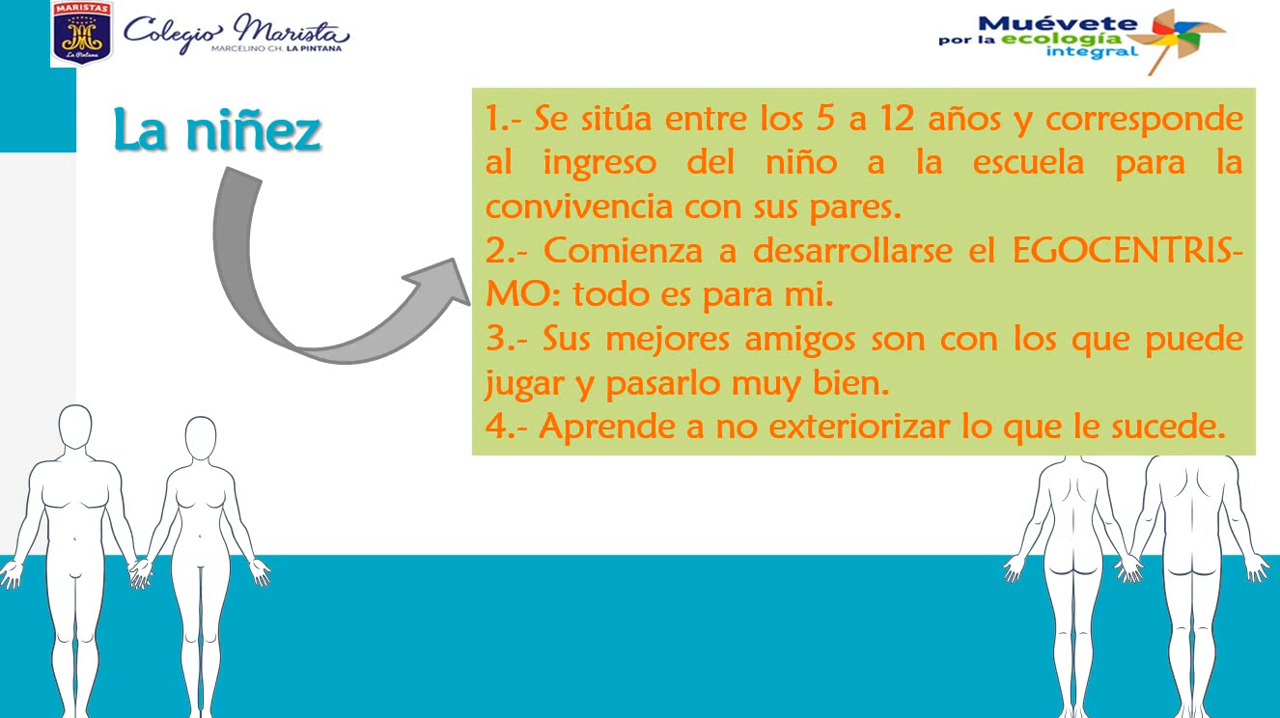 MARISTAS
La Pintana
Colegio Marista
MARCELINO CH. LA PINTANA
Muévete
por la ecología
integral
La niñez
1.- Se sitúa entre los 5 a 12 años y corresponde
al ingreso del niño a la escuela para la
convivencia con sus pares.
2.- Comienza a desarrollarse el EGOCENTRIS-
MO: todo es para mi.
3.- Sus mejores amigos son con los que puede
jugar y pasarlo muy bien.
4.- Aprende a no exteriorizar lo que le sucede.